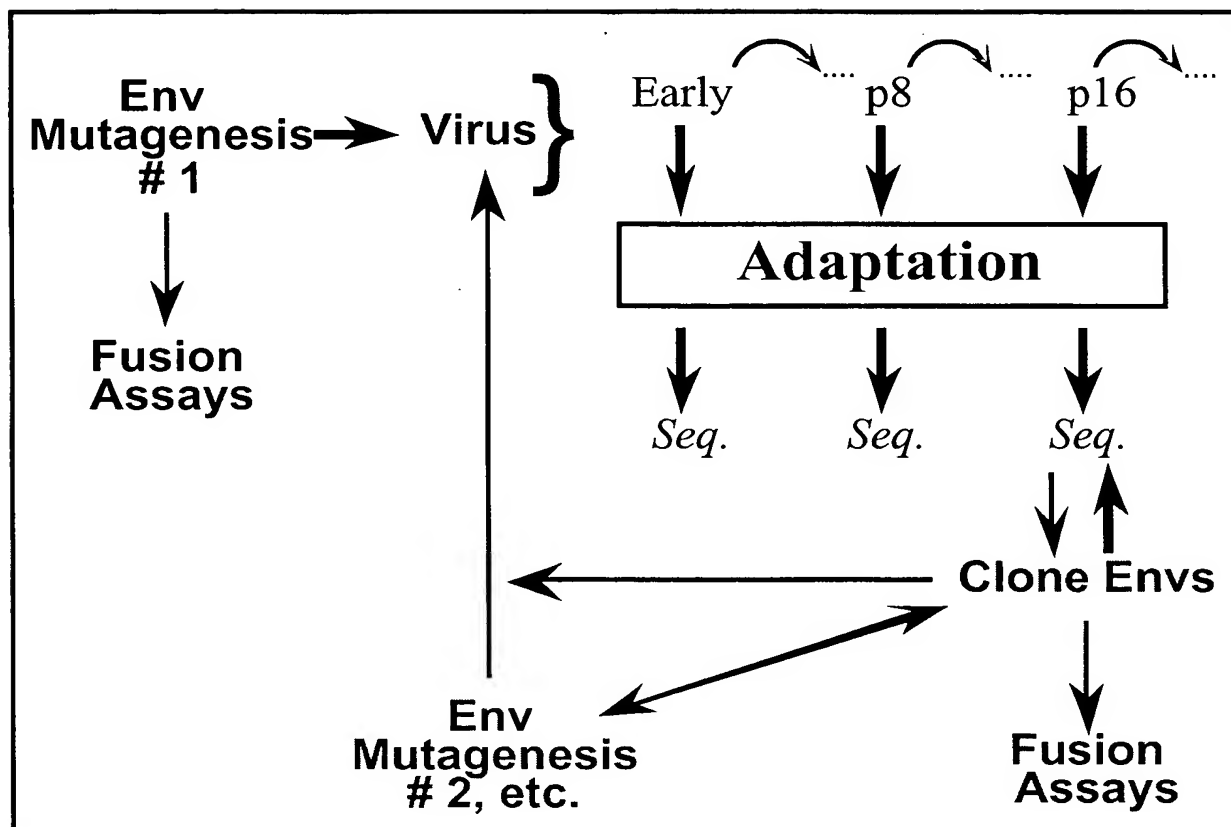 Env
Mutagenesis
# 1
Virus }
Early .... p8 .... p16 ....
Adaptation
Fusion
Assays
Seq. Seq. Seq.
Clone Envs
Env
Mutagenesis
# 2, etc.
Fusion
Assays